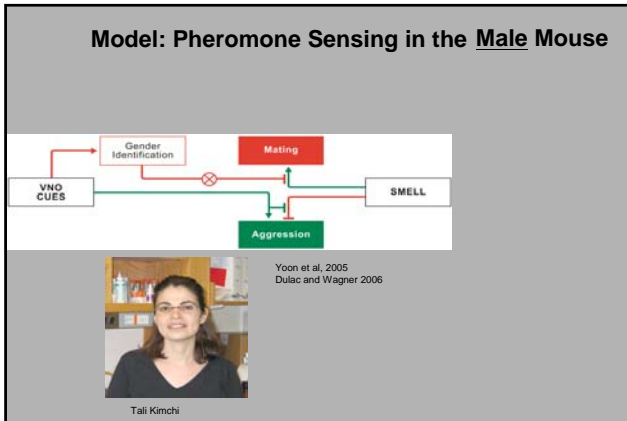 Model: Pheromone Sensing in the Male Mouse
Gender
Identification
Mating
VNO
CUES
SMELL
Aggression
Yoon et al, 2005
Dulac and Wagner 2006
Tali Kimchi